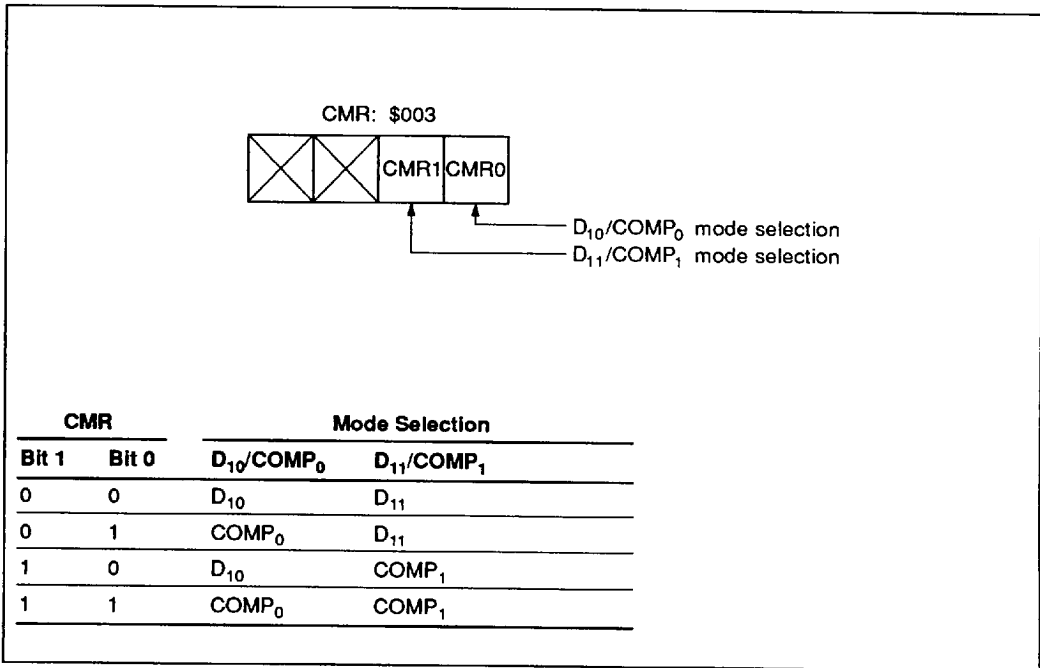 CMR: $003
CMR1 CMR0
D₁₀/COMP₀ mode selection
D₁₁/COMP₁ mode selection
CMR Mode Selection
Bit 1 Bit 0 D₁₀/COMP₀ D₁₁/COMP₁
0 0 D₁₀ D₁₁
0 1 COMP₀ D₁₁
1 0 D₁₀ COMP₁
1 1 COMP₀ COMP₁